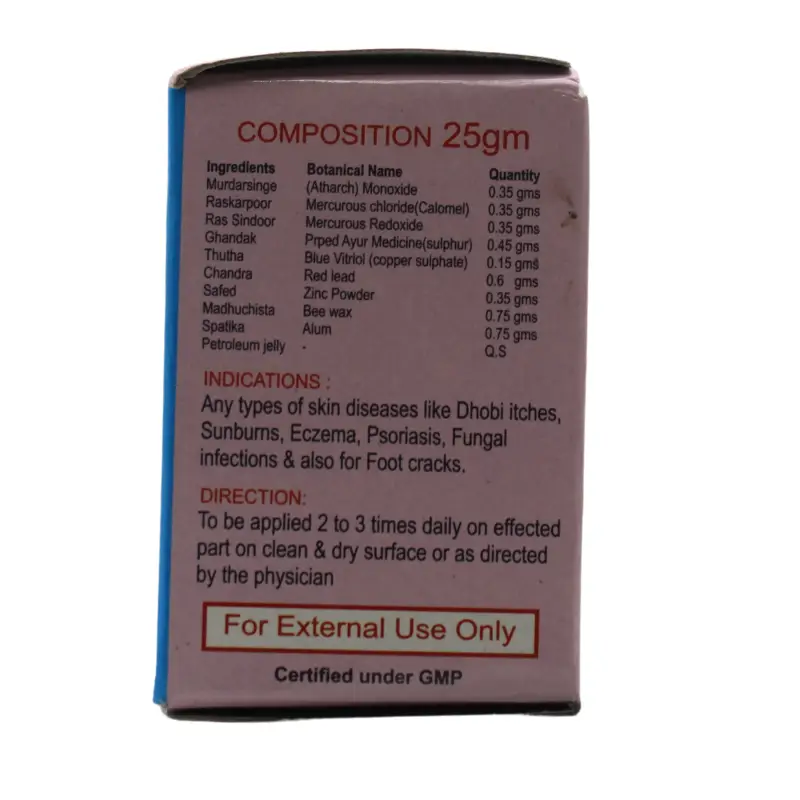 COMPOSITION 25gm
Ingredients Botanical Name Quantity
Murdarsinge (Atharch) Monoxide 0.35 gms
Raskarpoor Mercurous chloride(Calomel) 0.35 gms
Ras Sindoor Mercurous Redoxide 0.35 gms
Ghandak Prped Ayur Medicine(sulphur) 0.45 gms
Thutha Blue Vitriol (copper sulphate) 0.15 gms
Chandra Red lead 0.6 gms
Safed Zinc Powder 0.35 gms
Madhuchista Bee wax 0.75 gms
Spatika Alum 0.75 gms
Petroleum jelly - Q.S
INDICATIONS :
Any types of skin diseases like Dhobi itches,
Sunburns, Eczema, Psoriasis, Fungal
infections & also for Foot cracks.
DIRECTION:
To be applied 2 to 3 times daily on effected
part on clean & dry surface or as directed
by the physician
For External Use Only
Certified under GMP